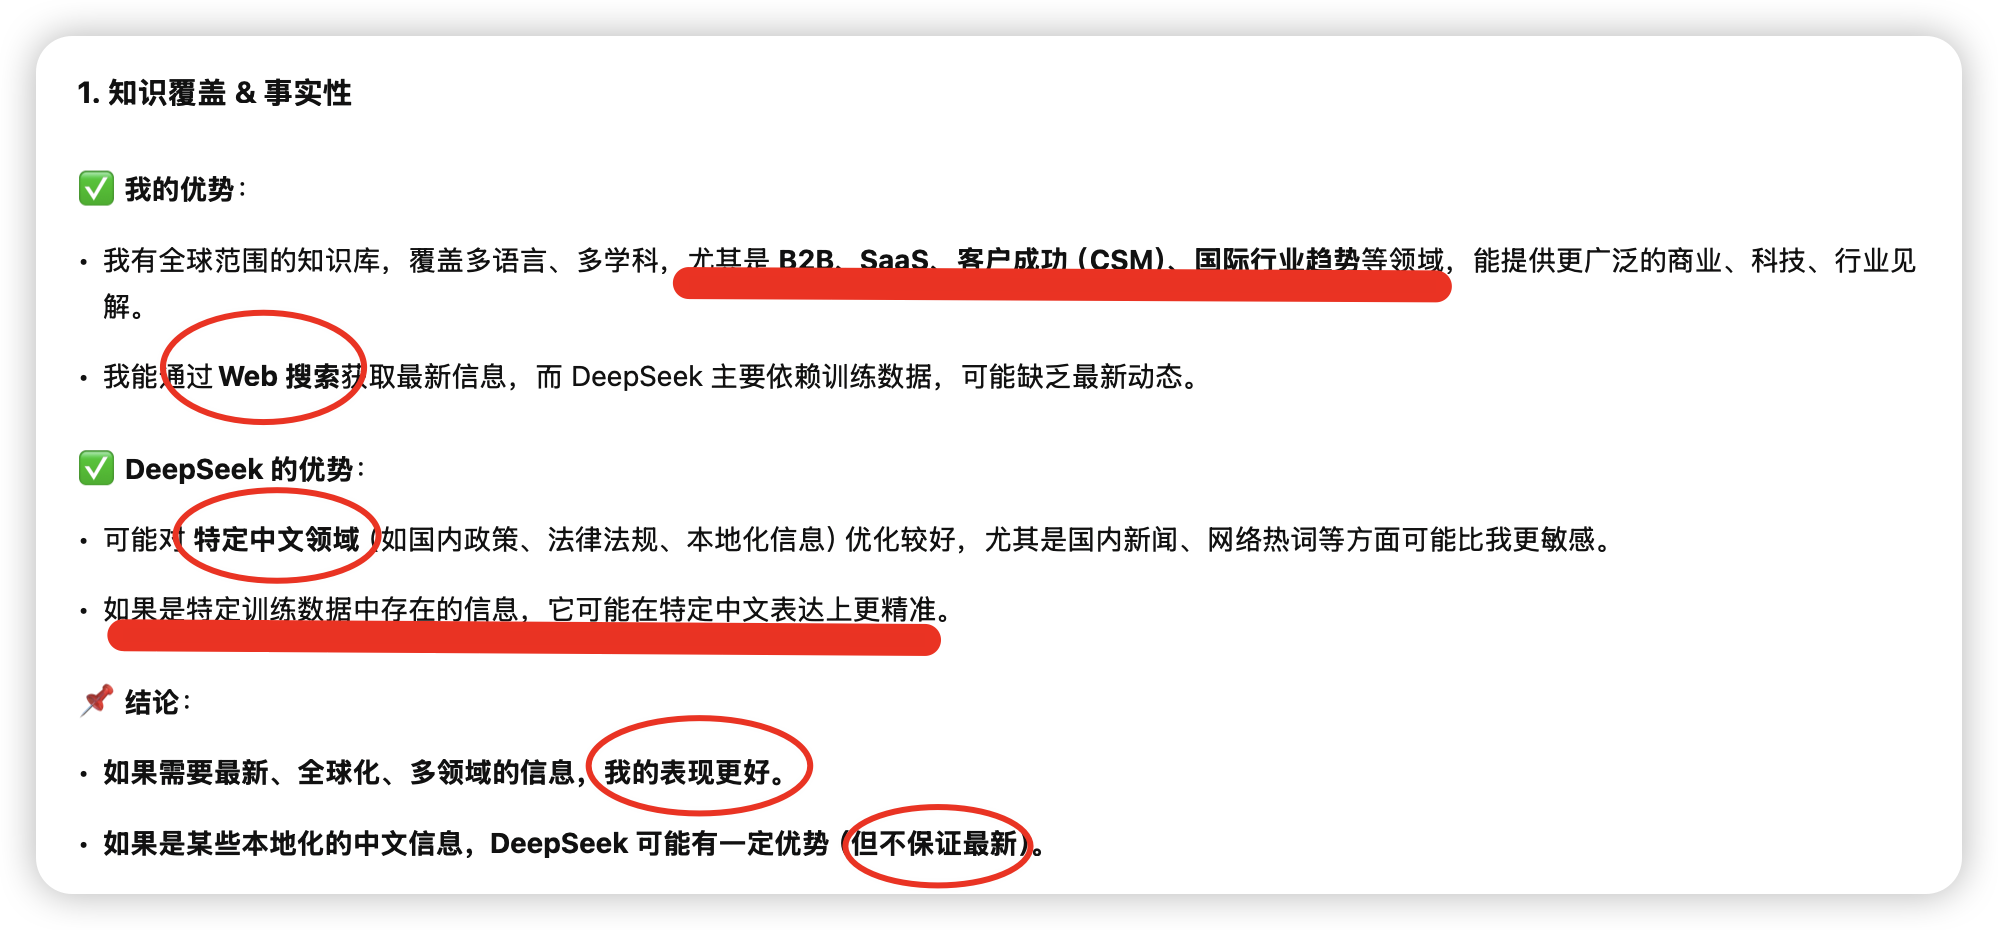 1. 知识覆盖 & 事实性
✅ 我的优势：
• 我有全球范围的知识库，覆盖多语言、多学科，尤其是 B2B、SaaS、客户成功（CSM）、国际行业趋势等领域，能提供更广泛的商业、科技、行业见
解。
• 我能通过 Web 搜索获取最新信息，而 DeepSeek 主要依赖训练数据，可能缺乏最新动态。
✅ DeepSeek 的优势：
• 可能对 特定中文领域（如国内政策、法律法规、本地化信息）优化较好，尤其是国内新闻、网络热词等方面可能比我更敏感。
• 如果是特定训练数据中存在的信息，它可能在特定中文表达上更精准。
📌 结论：
• 如果需要最新、全球化、多领域的信息，我的表现更好。
• 如果是某些本地化的中文信息，DeepSeek 可能有一定优势（但不保证最新）。